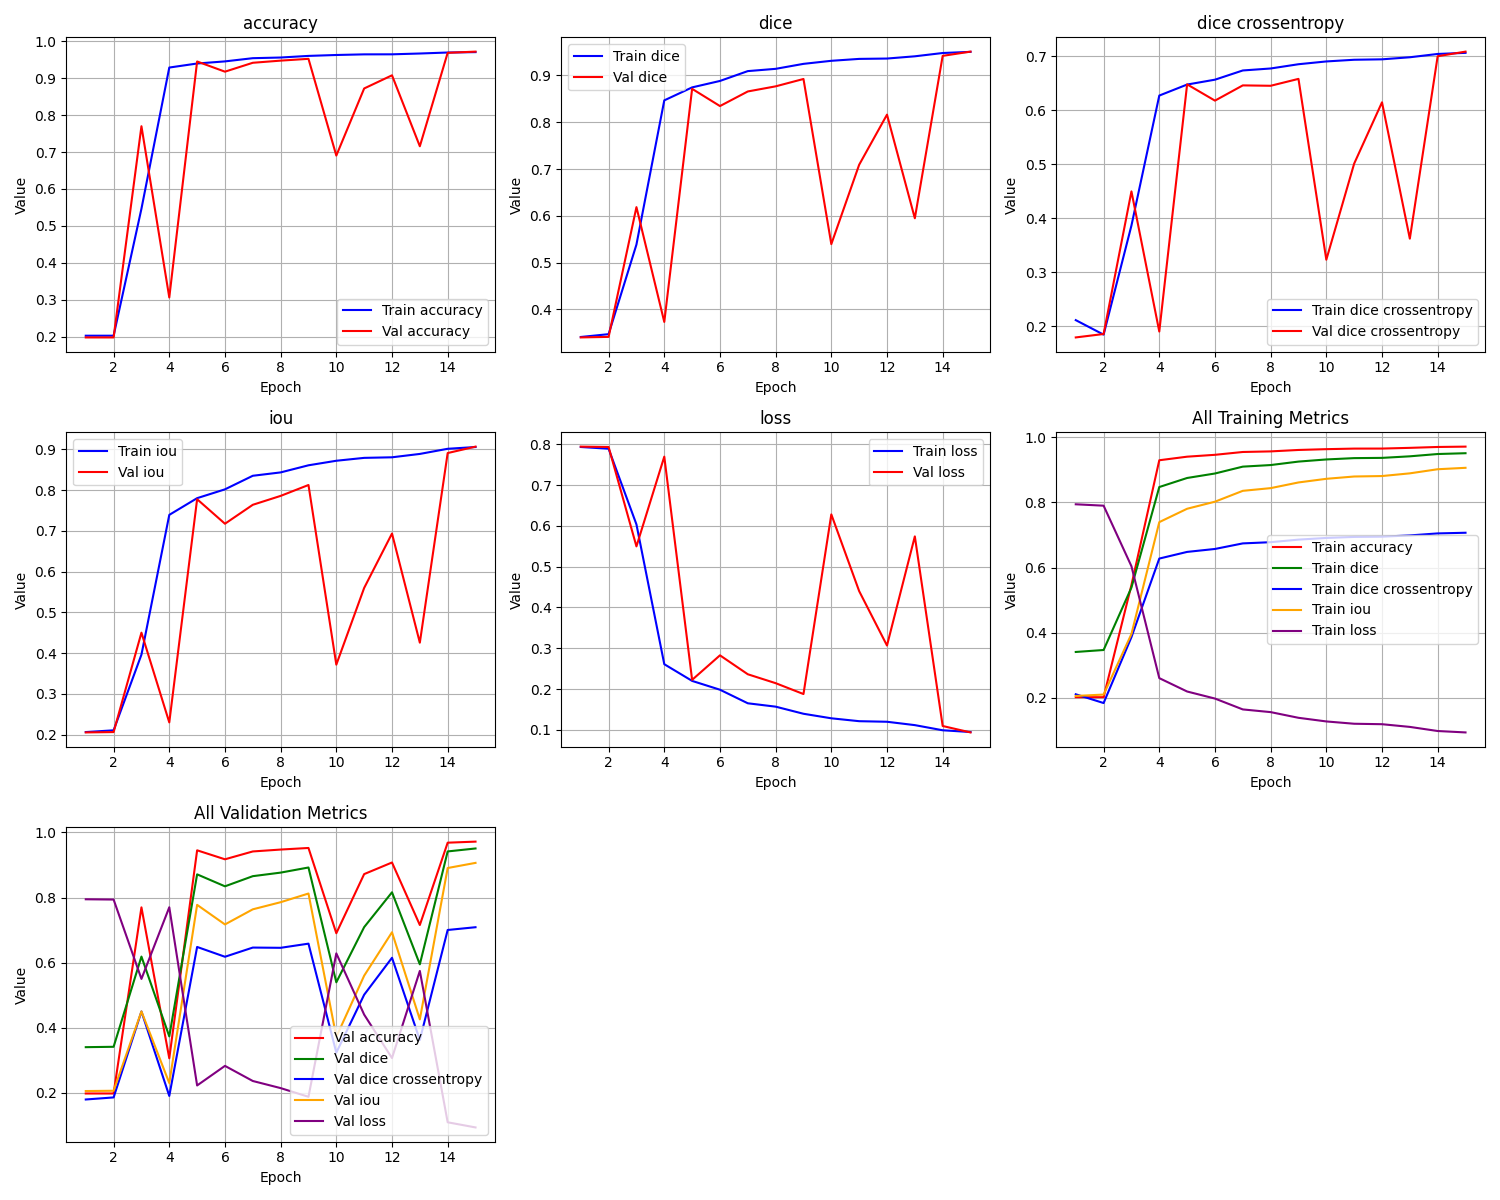 accuracy
1.0
0.9
0.8
0.7
0.6
0.5
0.4
0.3
0.2
Value
Train accuracy
Val accuracy
2 4 6 8 10 12 14
Epoch
dice
Train dice
Val dice
0.9
0.8
0.7
0.6
0.5
0.4
Value
2 4 6 8 10 12 14
Epoch
dice crossentropy
0.7
0.6
0.5
0.4
0.3
0.2
Value
Train dice crossentropy
Val dice crossentropy
2 4 6 8 10 12 14
Epoch
iou
Train iou
Val iou
0.9
0.8
0.7
0.6
0.5
0.4
0.3
0.2
Value
2 4 6 8 10 12 14
Epoch
loss
Train loss
Val loss
0.8
0.7
0.6
0.5
0.4
0.3
0.2
0.1
Value
2 4 6 8 10 12 14
Epoch
All Training Metrics
1.0
0.8
0.6
0.4
0.2
Value
Train accuracy
Train dice
Train dice crossentropy
Train iou
Train loss
2 4 6 8 10 12 14
Epoch
All Validation Metrics
1.0
0.8
0.6
0.4
0.2
Value
Val accuracy
Val dice
Val dice crossentropy
Val iou
Val loss
2 4 6 8 10 12 14
Epoch